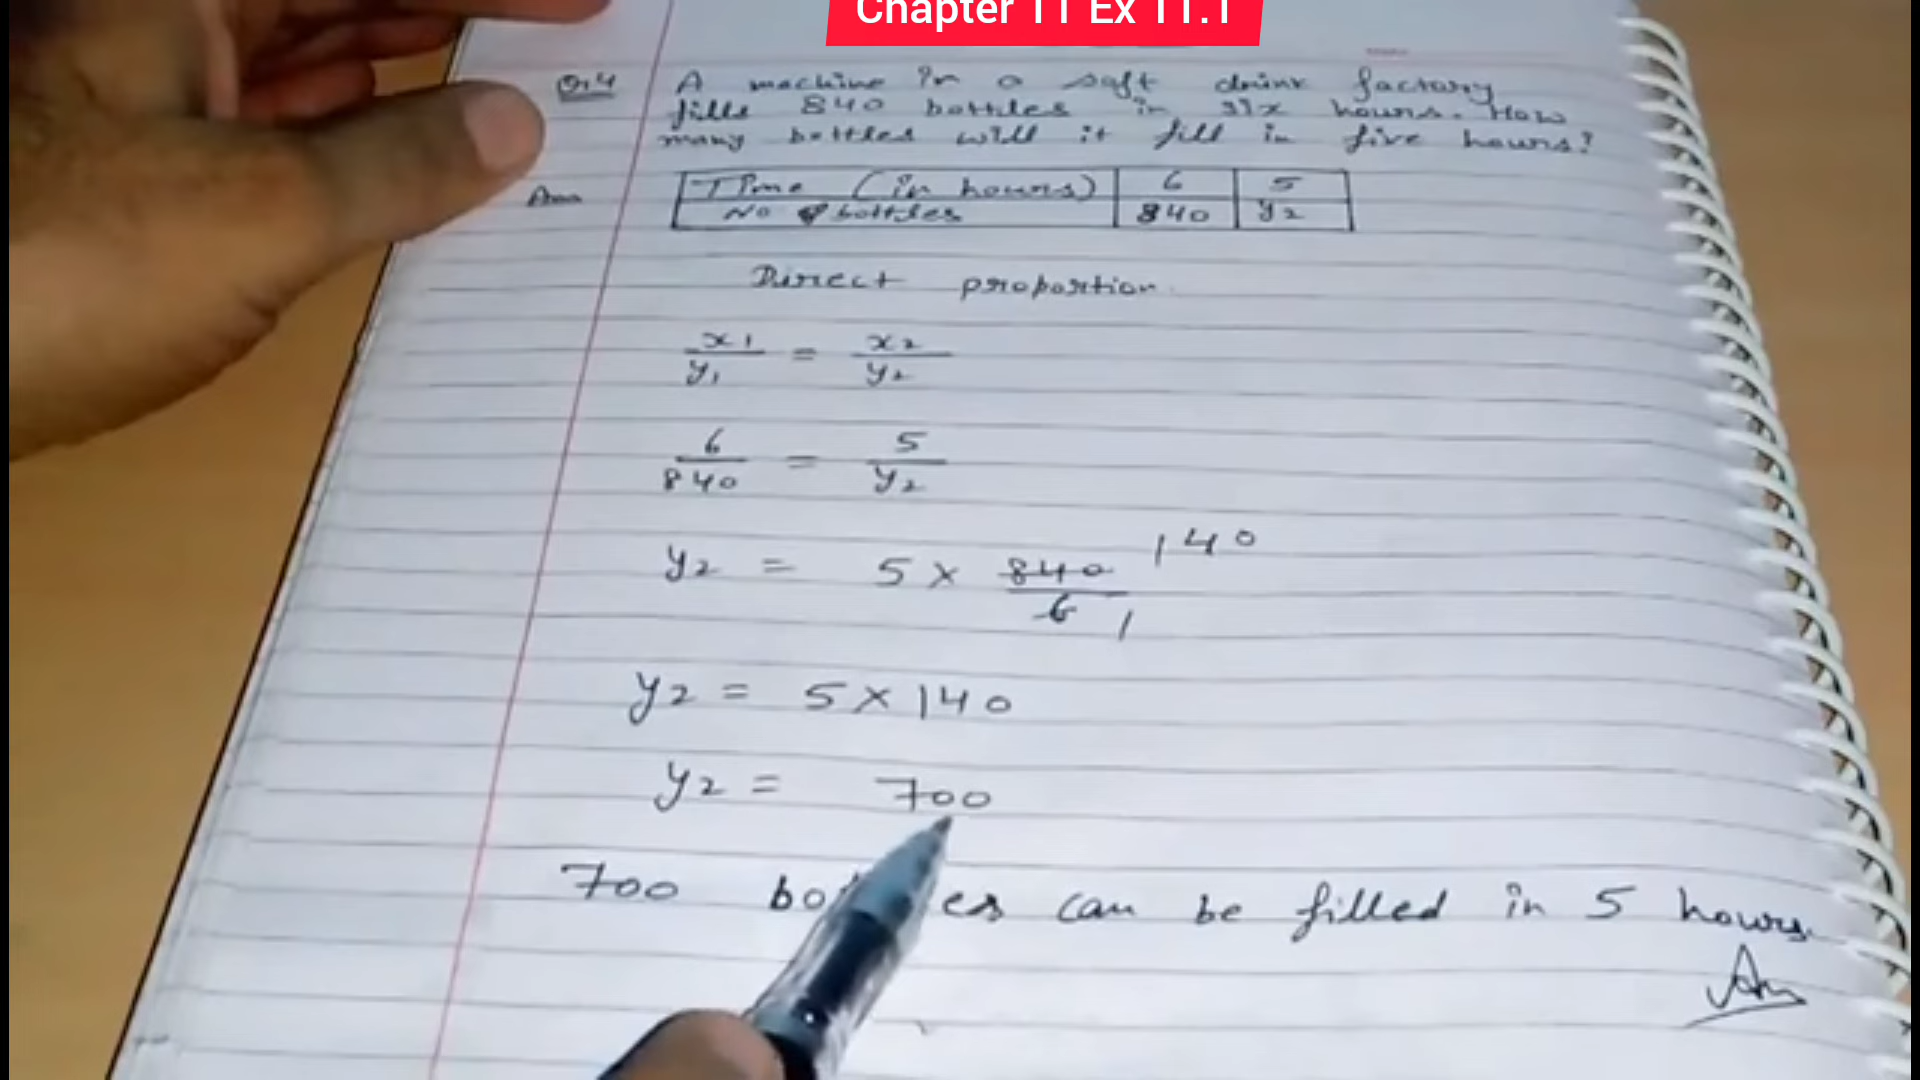 Chapter 11 Ex 11.1
Q.4 A machine in a soft drink factory
fills 840 bottles in six hours. How
many bottles will it fill in five hours?
Ans
Time (in hours) 6 5
No of bottles 840 y2
Direct proportion.
x1/y1 = x2/y2
6/840 = 5/y2
y2 = 5 × 840/6 140 1
y2 = 5 × 140
y2 = 700
700 bottles can be filled in 5 hours.
Ans